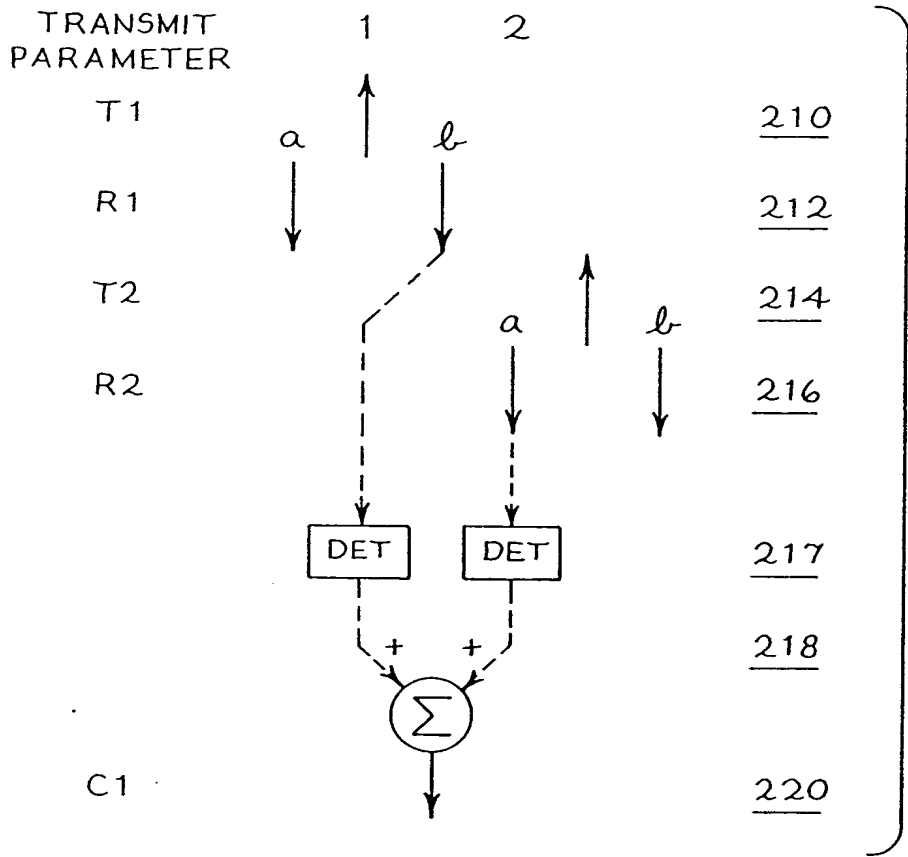 TRANSMIT 1 2
PARAMETER
T1 210
a b
R1 212
T2 214
a b
R2 216
DET DET 217
+ + 218
Σ
C1 220